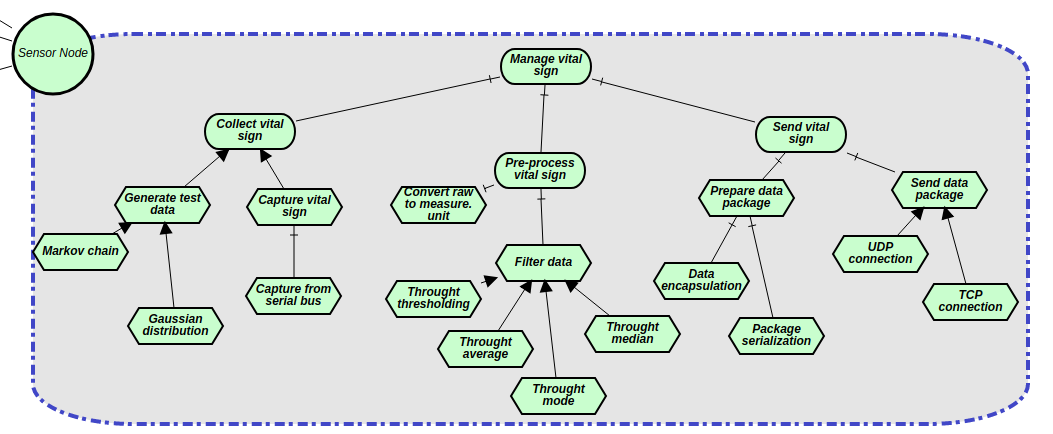 Sensor Node
Manage vital
sign
Collect vital
sign
Send vital
sign
Pre-process
vital sign
Generate test
data
Capture vital
sign
Convert raw
to measure.
unit
Prepare data
package
Send data
package
Markov chain
Filter data
UDP
connection
Capture from
serial bus
Throught
thresholding
Data
encapsulation
TCP
connection
Gaussian
distribution
Throught
average
Throught
median
Package
serialization
Throught
mode